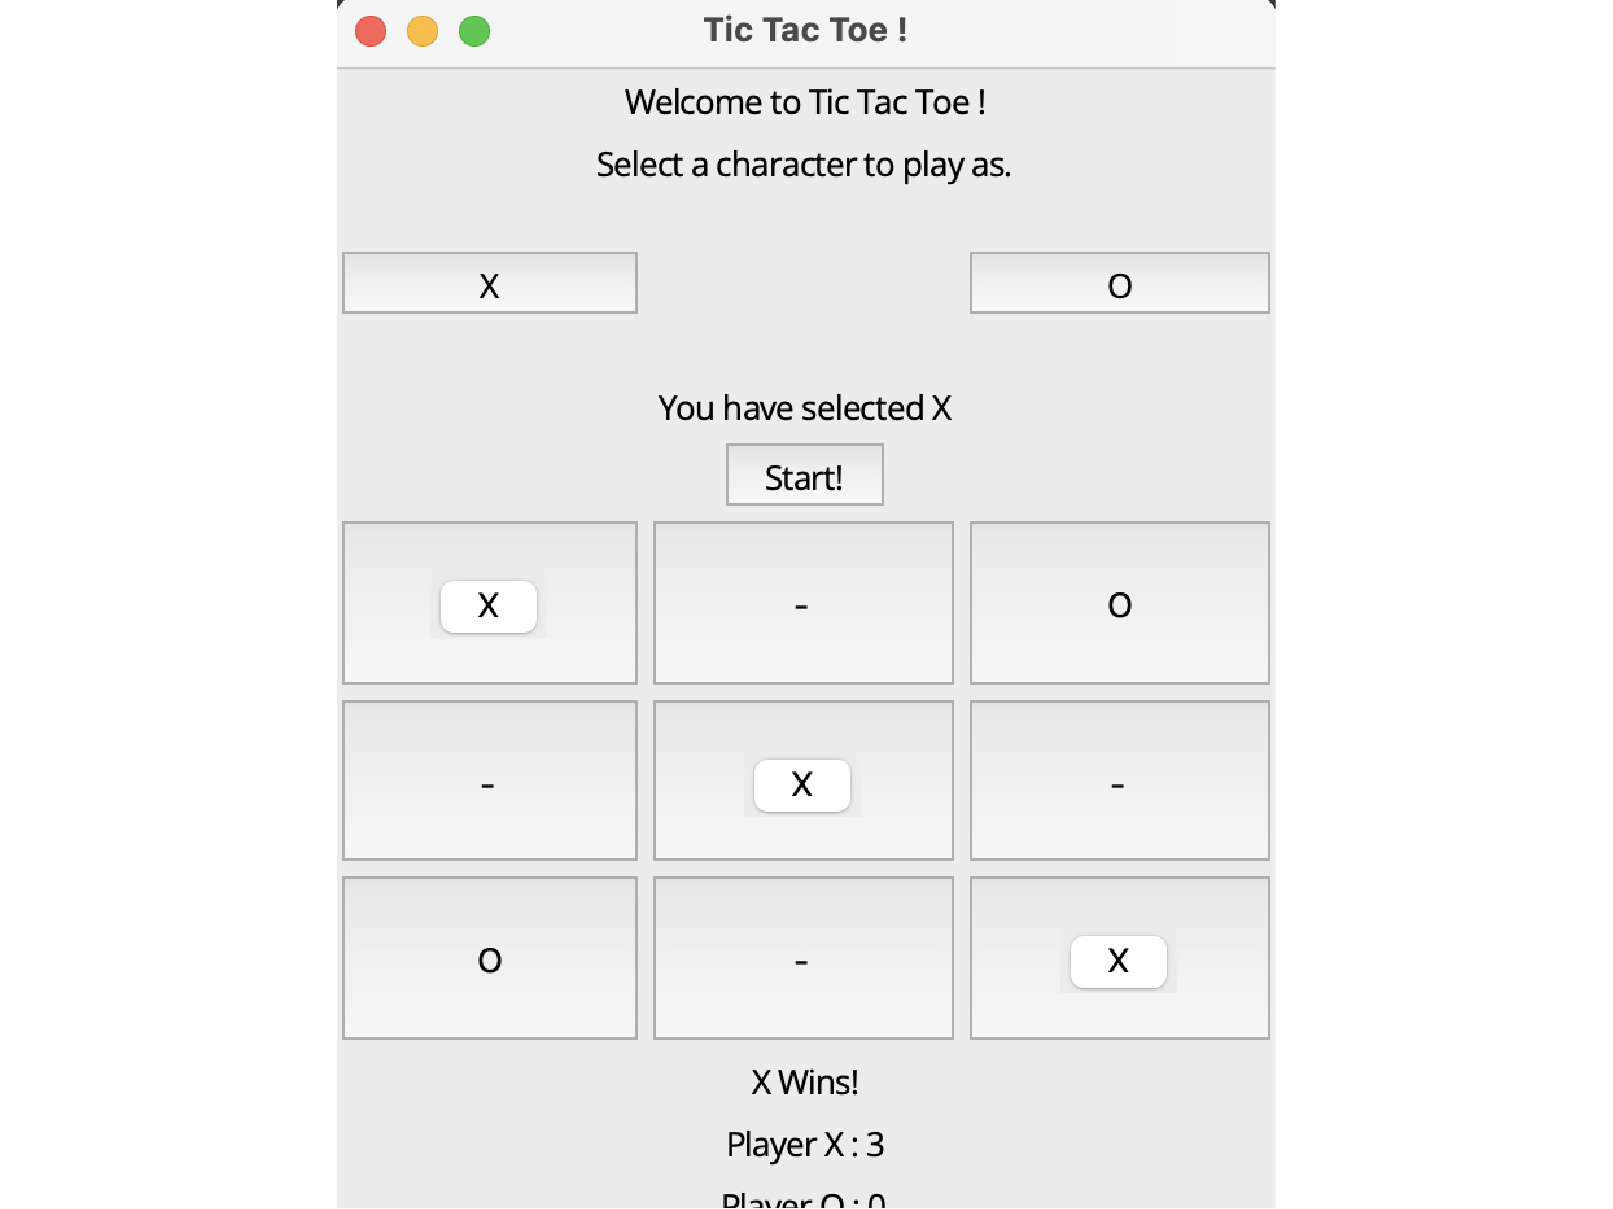 Tic Tac Toe !
Welcome to Tic Tac Toe !
Select a character to play as.
X O
You have selected X
Start!
X - O
- X -
O - X
X Wins!
Player X : 3
Player O : 0